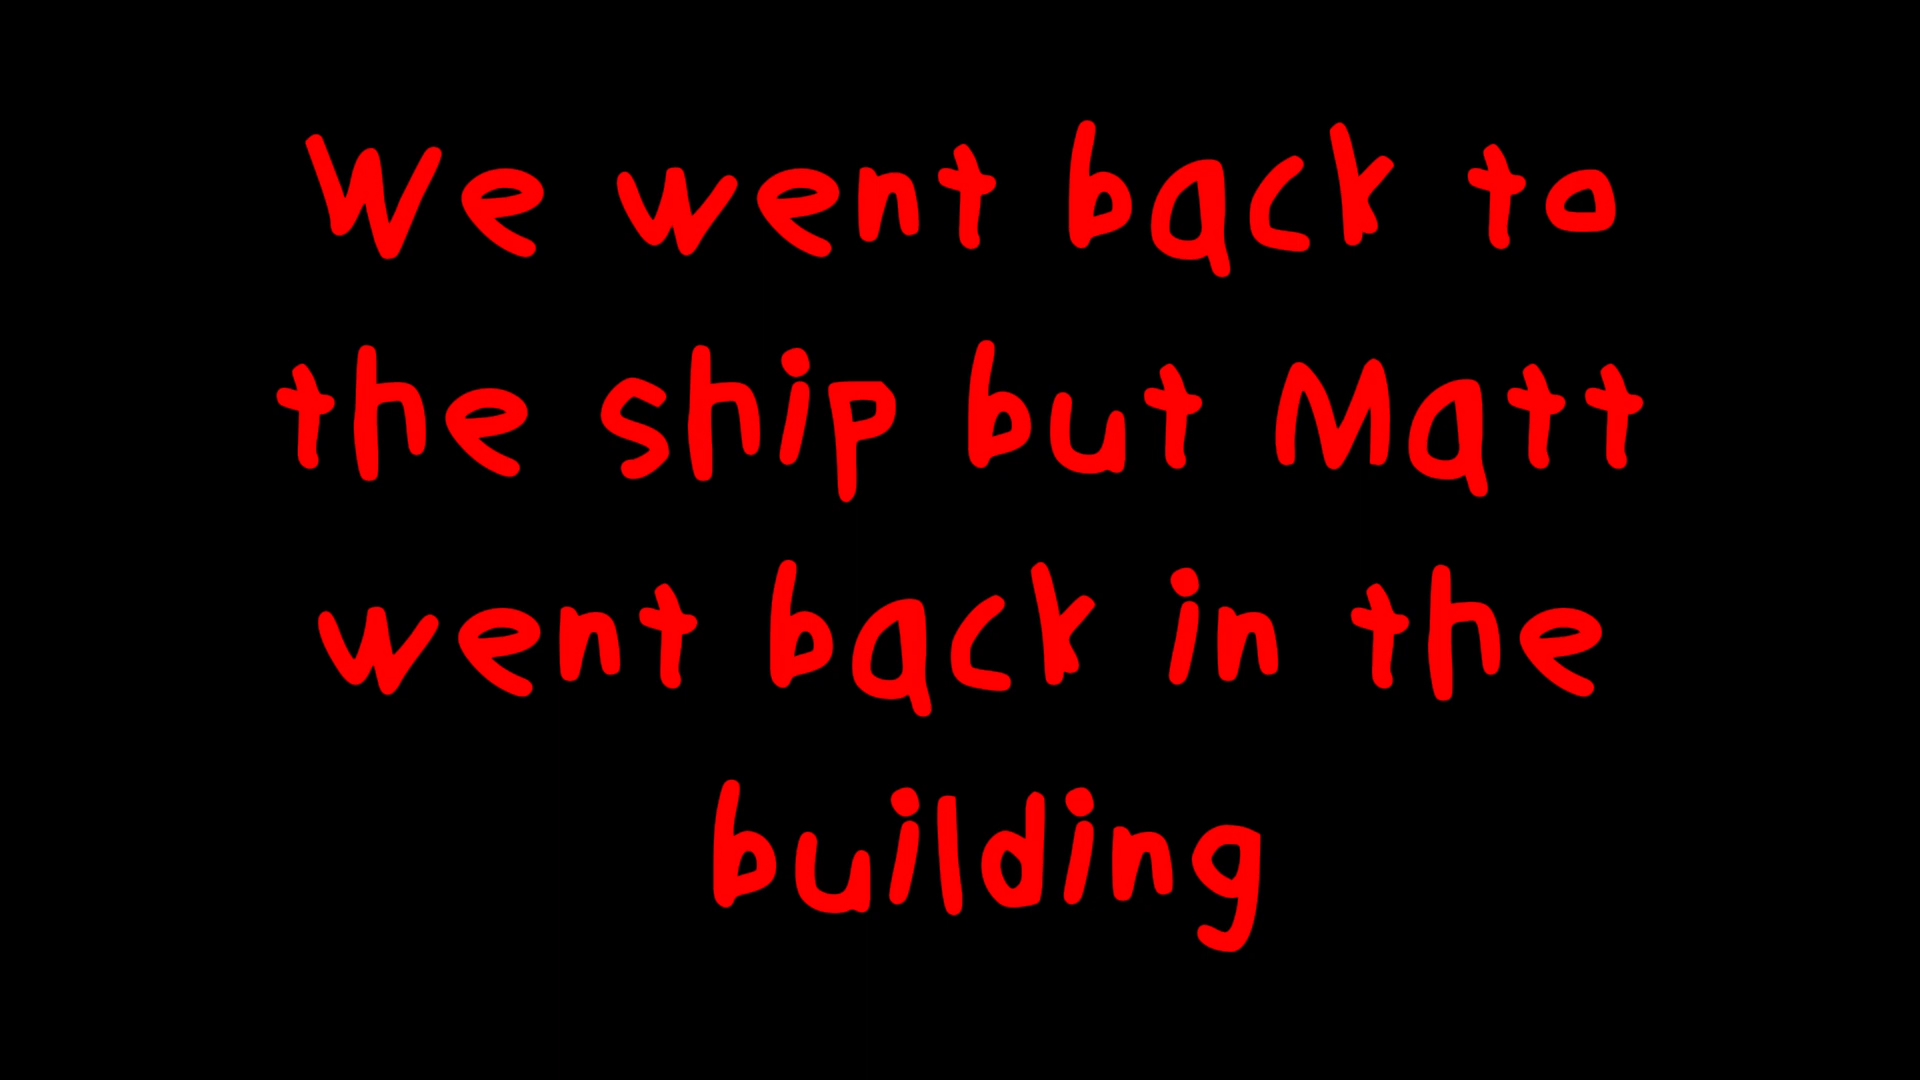 We went back to
the ship but Matt
went back in the
building